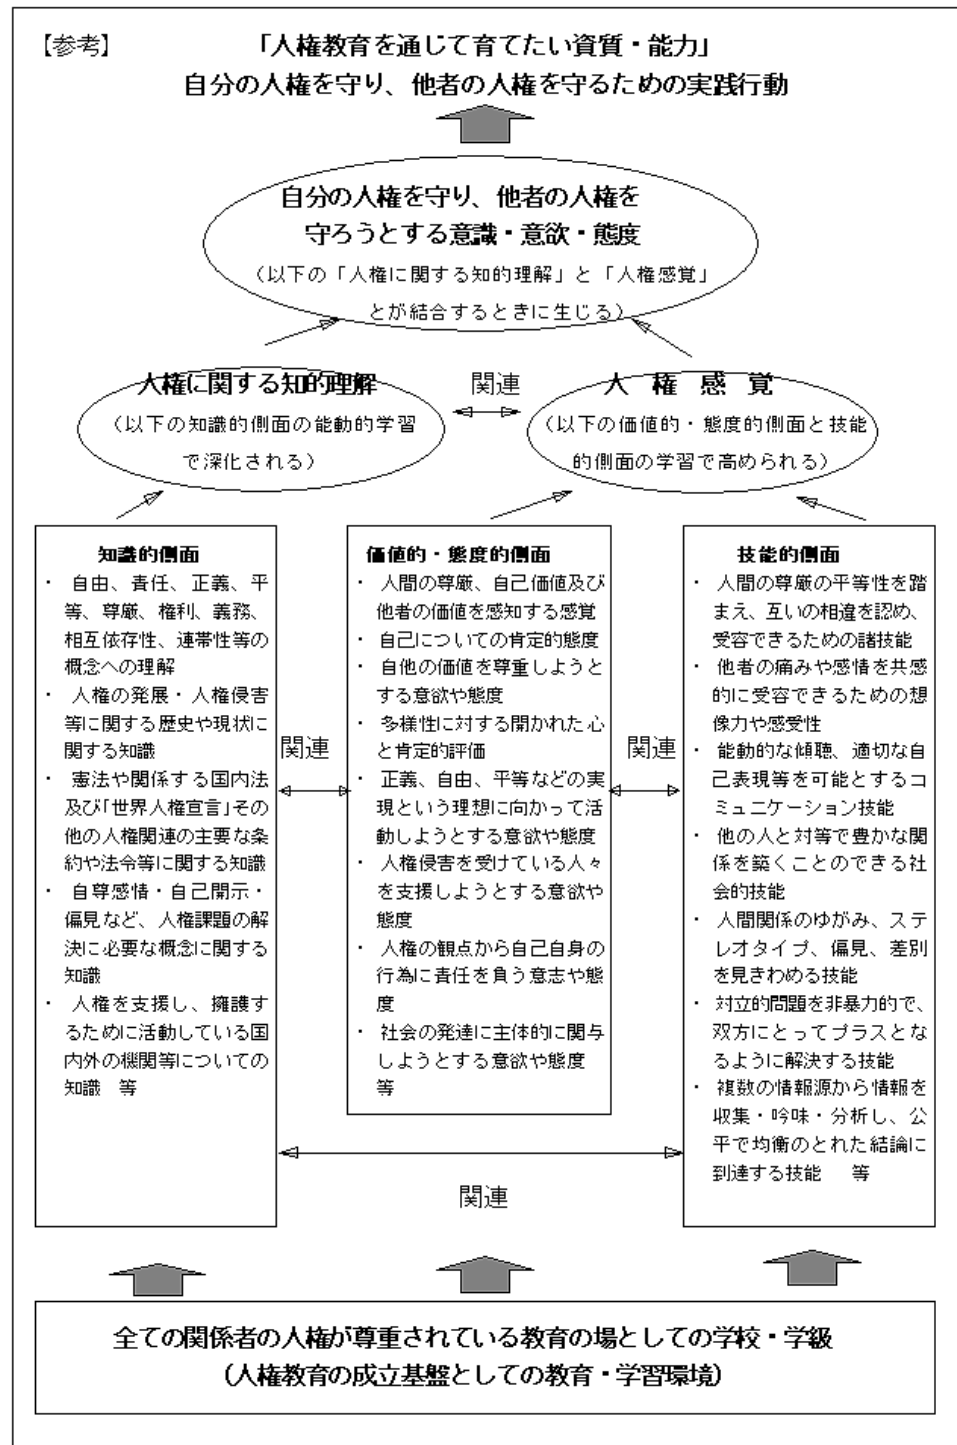 【参考】 「人権教育を通じて育てたい資質・能力」
自分の人権を守り、他者の人権を守るための実践行動
自分の人権を守り、他者の人権を
守ろうとする意識・意欲・態度
（以下の「人権に関する知的理解」と「人権感覚」
とが結合するときに生じる）
人権に関する知的理解
（以下の知識的側面の能動的学習
で深化される）
関連
人 権 感 覚
（以下の価値的・態度的側面と技能
的側面の学習で高められる）
知識的側面
・ 自由、責任、正義、平
等、尊厳、権利、義務、
相互依存性、連帯性等の
概念への理解
・ 人権の発展・人権侵害
等に関する歴史や現状に
関する知識
・ 憲法や関係する国内法
及び「世界人権宣言」その
他の人権関連の主要な条
約や法令等に関する知識
・ 自尊感情・自己開示・
偏見など、人権課題の解
決に必要な概念に関する
知識
・ 人権を支援し、擁護す
るために活動している国
内外の機関等についての
知識 等
関連
価値的・態度的側面
・ 人間の尊厳、自己価値及び
他者の価値を感知する感覚
・ 自己についての肯定的態度
・ 自他の価値を尊重しようと
する意欲や態度
・ 多様性に対する開かれた心
と肯定的評価
・ 正義、自由、平等などの実
現という理想に向かって活
動しようとする意欲や態度
・ 人権侵害を受けている人々
を支援しようとする意欲や
態度
・ 人権の観点から自己自身の
行為に責任を負う意志や態
度
・ 社会の発達に主体的に関与
しようとする意欲や態度
等
関連
技能的側面
・ 人間の尊厳の平等性を踏
まえ、互いの相違を認め、
受容できるための諸技能
・ 他者の痛みや感情を共感
的に受容できるための想
像力や感受性
・ 能動的な傾聴、適切な自
己表現等を可能とするコ
ミュニケーション技能
・ 他の人と対等で豊かな関
係を築くことのできる社
会的技能
・ 人間関係のゆがみ、ステ
レオタイプ、偏見、差別
を見きわめる技能
・ 対立的問題を非暴力的で、
双方にとってプラスとな
るように解決する技能
・ 複数の情報源から情報を
収集・吟味・分析し、公
平で均衡のとれた結論に
到達する技能 等
関連
全ての関係者の人権が尊重されている教育の場としての学校・学級
（人権教育の成立基盤としての教育・学習環境）